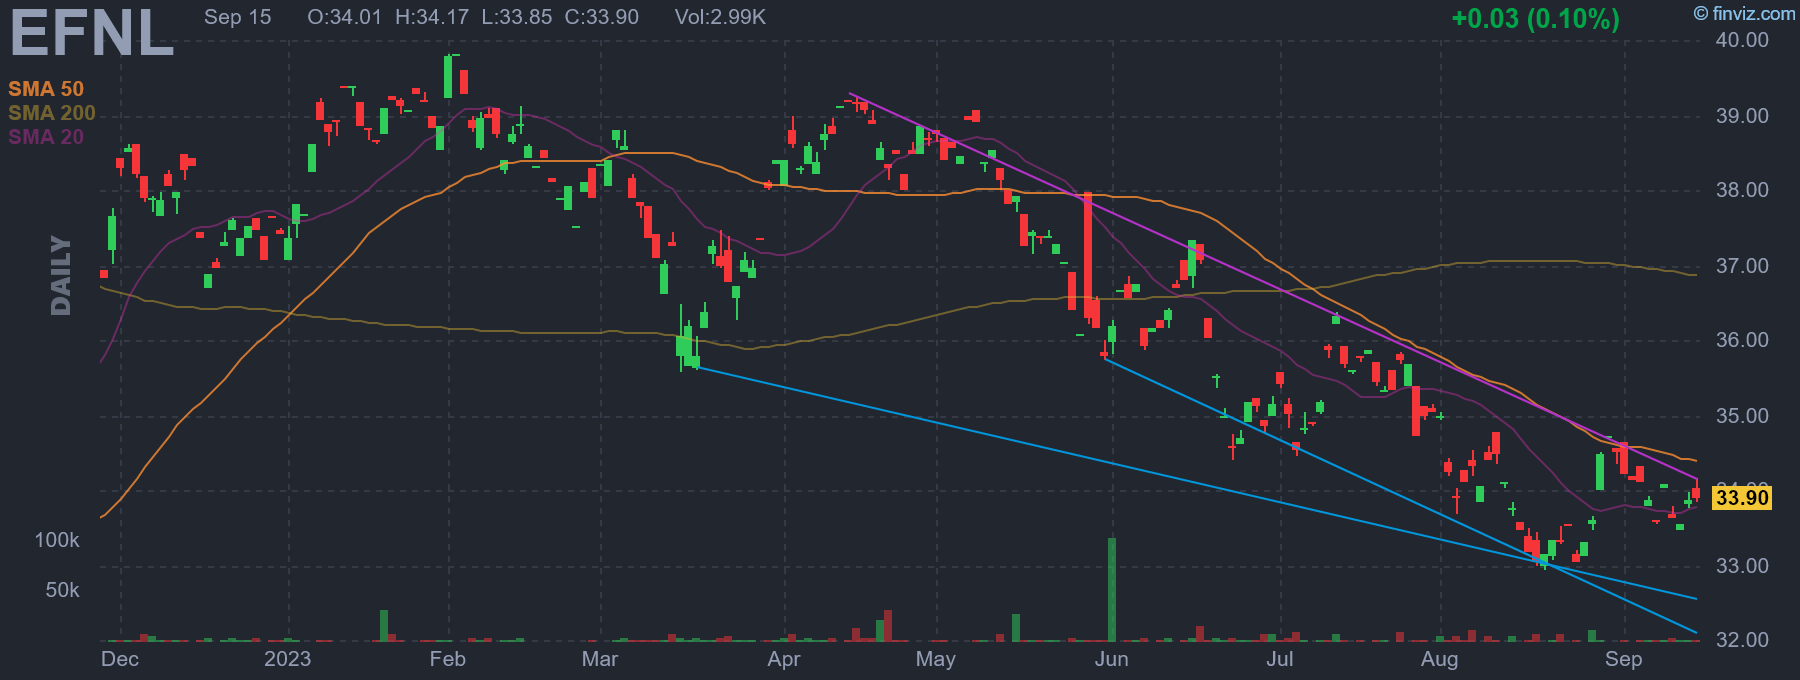 EFNL
Sep 15 O:34.01 H:34.17 L:33.85 C:33.90 Vol:2.99K
+0.03 (0.10%)
© finviz.com
SMA 50
SMA 200
SMA 20
DAILY
40.00
39.00
38.00
37.00
36.00
35.00
33.90
33.00
32.00
100k
50k
Dec 2023 Feb Mar Apr May Jun Jul Aug Sep